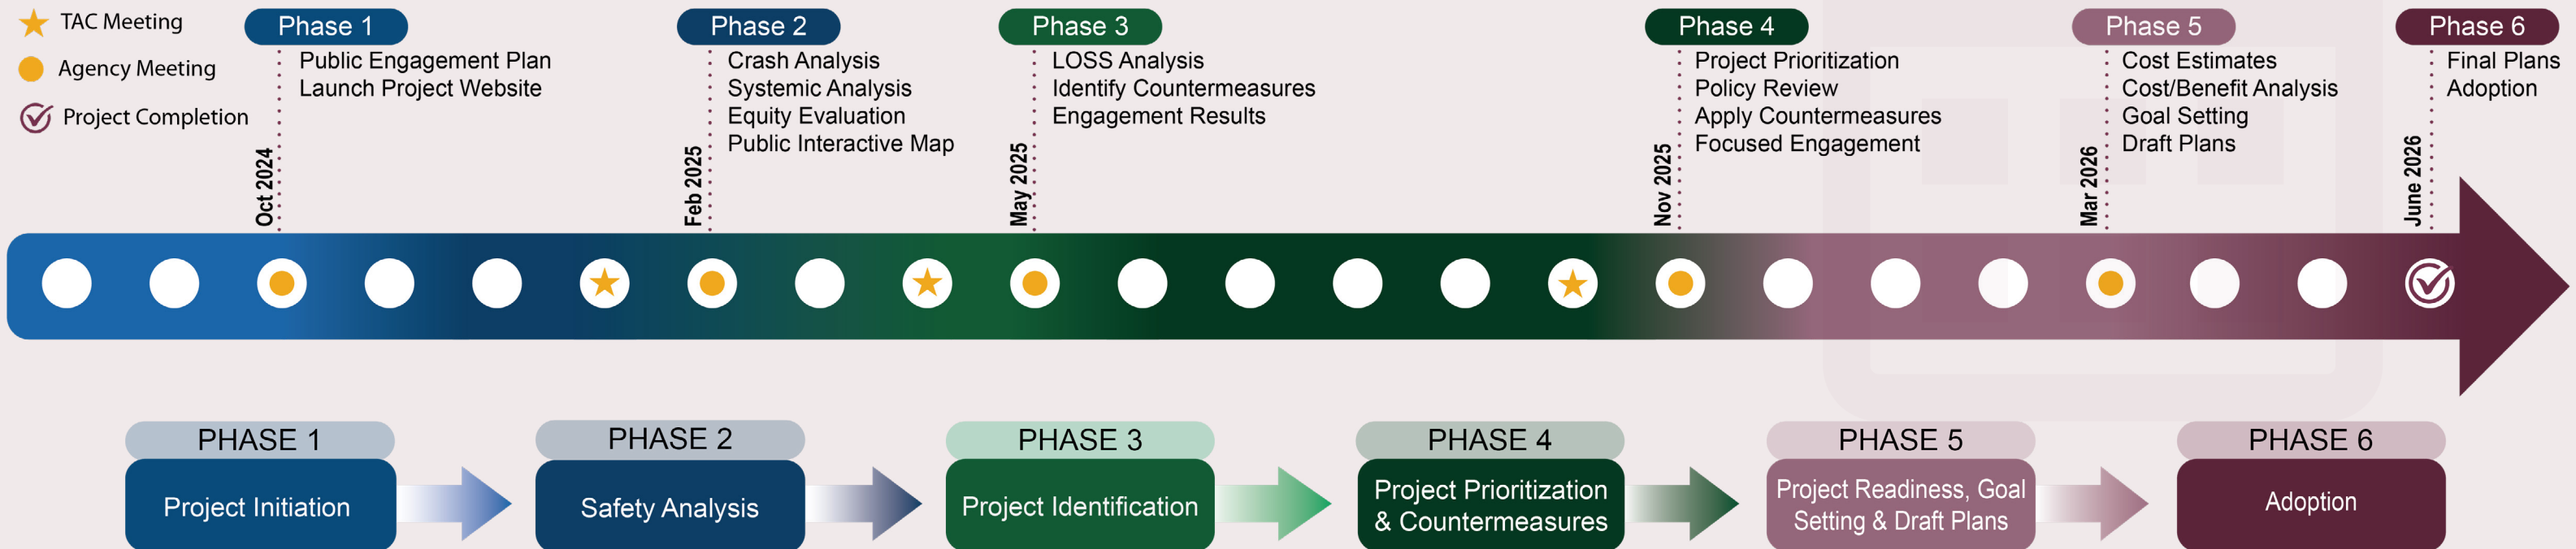 TAC Meeting
Agency Meeting
Project Completion
Phase 1
Public Engagement Plan
Launch Project Website
Oct 2024
Phase 2
Crash Analysis
Systemic Analysis
Equity Evaluation
Public Interactive Map
Feb 2025
Phase 3
LOSS Analysis
Identify Countermeasures
Engagement Results
May 2025
Phase 4
Project Prioritization
Policy Review
Apply Countermeasures
Focused Engagement
Nov 2025
Phase 5
Cost Estimates
Cost/Benefit Analysis
Goal Setting
Draft Plans
Mar 2026
Phase 6
Final Plans
Adoption
June 2026
PHASE 1
Project Initiation
PHASE 2
Safety Analysis
PHASE 3
Project Identification
PHASE 4
Project Prioritization
& Countermeasures
PHASE 5
Project Readiness, Goal
Setting & Draft Plans
PHASE 6
Adoption